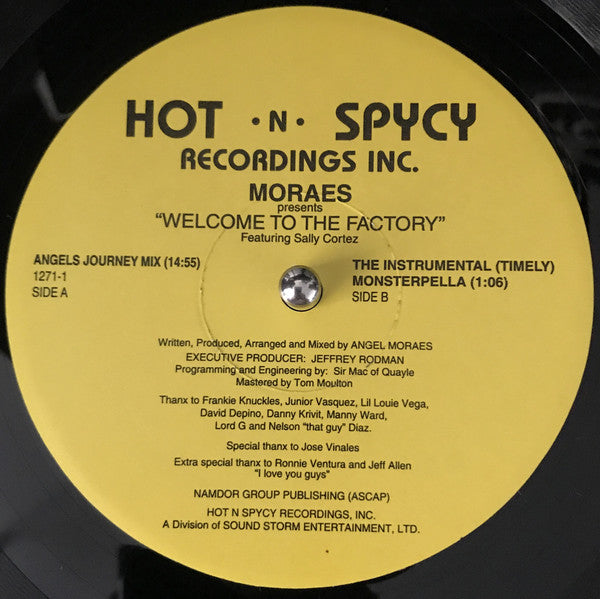 HOT • N • SPYCY
RECORDINGS INC.
MORAES
presents
"WELCOME TO THE FACTORY"
Featuring Sally Cortez
ANGELS JOURNEY MIX (14:55)
1271-1
SIDE A
THE INSTRUMENTAL (TIMELY)
MONSTERPELLA (1:06)
SIDE B
Written, Produced, Arranged and Mixed by ANGEL MORAES
EXECUTIVE PRODUCER: JEFFREY RODMAN
Programming and Engineering by: Sir Mac of Quayle
Mastered by Tom Moulton
Thanx to Frankie Knuckles, Junior Vasquez, Lil Louie Vega,
David Depino, Danny Krivit, Manny Ward,
Lord G and Nelson "that guy" Diaz.
Special thanx to Jose Vinales
Extra special thanx to Ronnie Ventura and Jeff Allen
"I love you guys"
NAMDOR GROUP PUBLISHING (ASCAP)
HOT N SPYCY RECORDINGS, INC.
A Division of SOUND STORM ENTERTAINMENT, LTD.